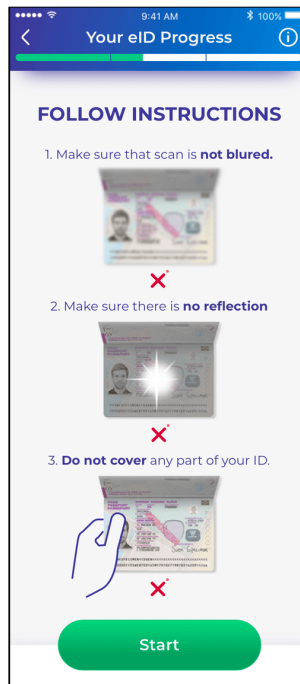 9:41 AM
100%
Your eID Progress
FOLLOW INSTRUCTIONS
1. Make sure that scan is not blured.
2. Make sure there is no reflection
3. Do not cover any part of your ID.
Start